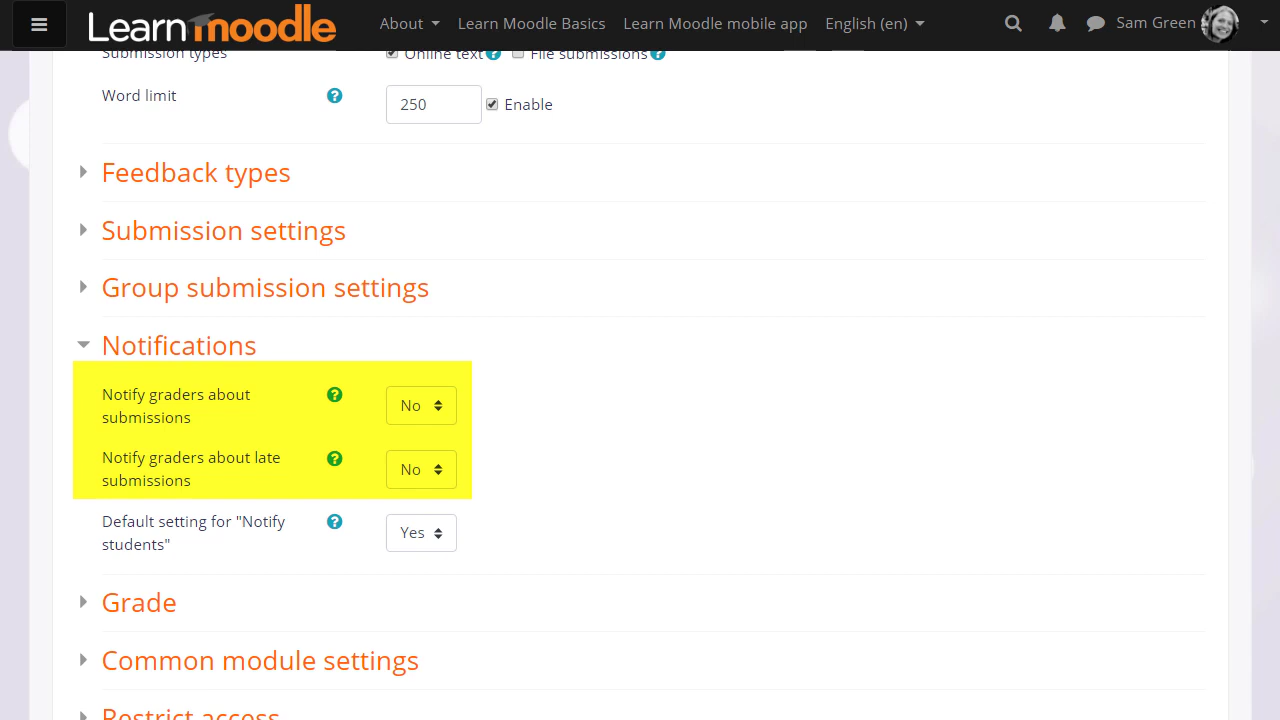 Learn moodle About Learn Moodle Basics Learn Moodle mobile app English (en) Sam Green
Submission types Online text File submissions
Word limit 250 Enable
Feedback types
Submission settings
Group submission settings
Notifications
Notify graders about
submissions
No
Notify graders about late
submissions
No
Default setting for "Notify
students"
Yes
Grade
Common module settings
Restrict access